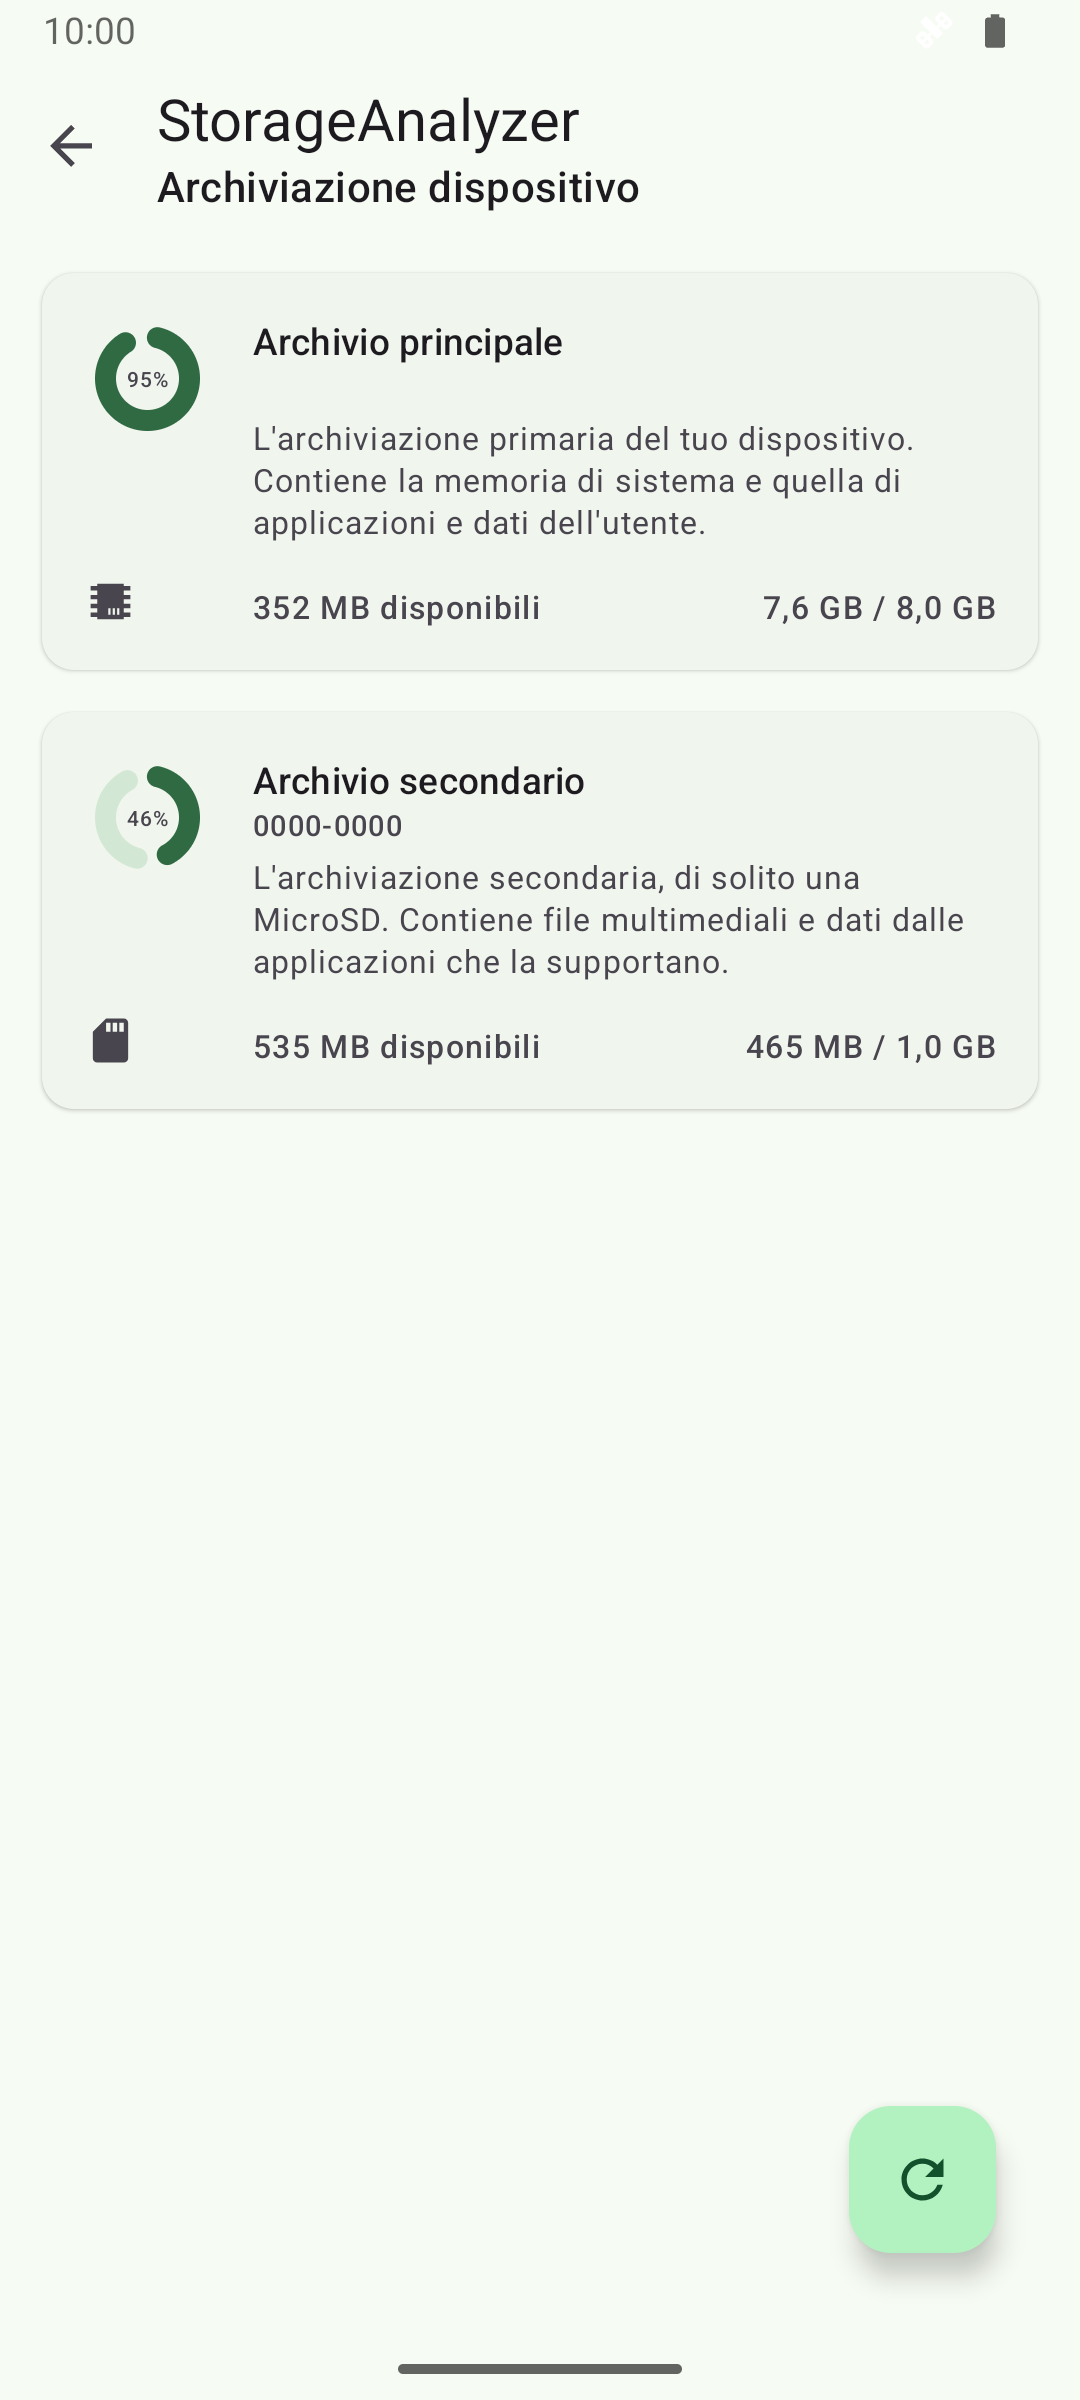 10:00
StorageAnalyzer
Archiviazione dispositivo
95%
Archivio principale
L'archiviazione primaria del tuo dispositivo.
Contiene la memoria di sistema e quella di
applicazioni e dati dell'utente.
352 MB disponibili
7,6 GB / 8,0 GB
46%
Archivio secondario
0000-0000
L'archiviazione secondaria, di solito una
MicroSD. Contiene file multimediali e dati dalle
applicazioni che la supportano.
535 MB disponibili
465 MB / 1,0 GB